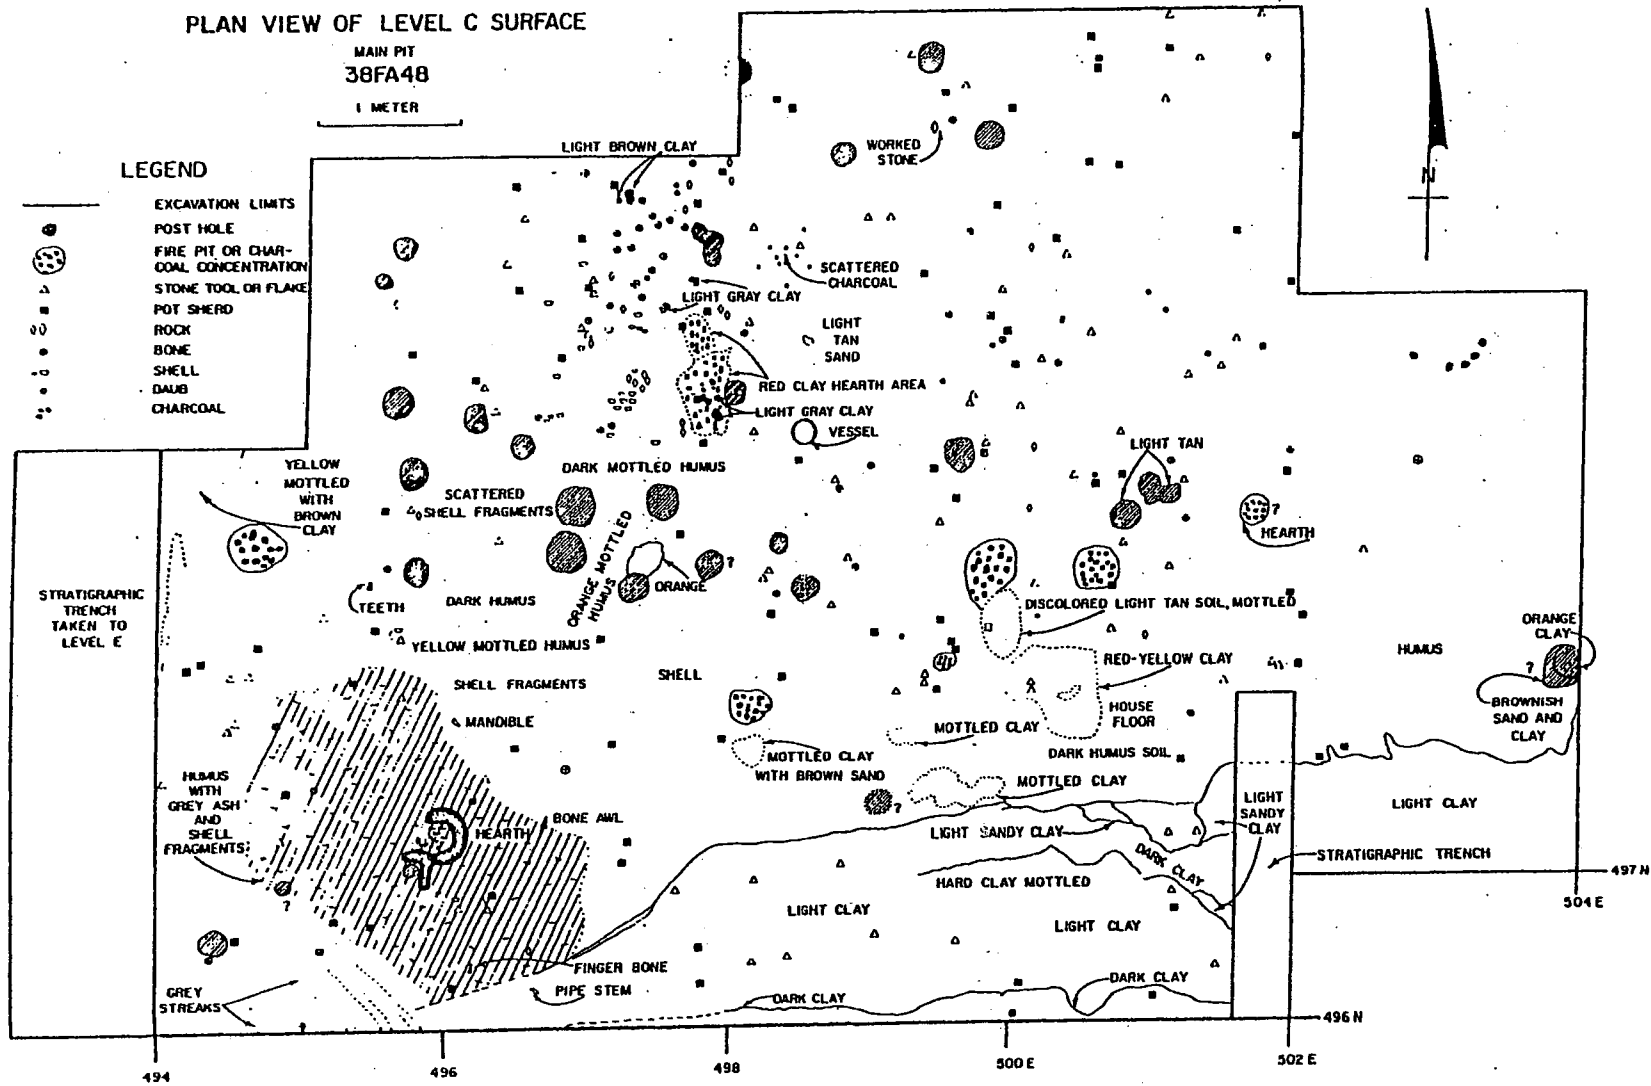 PLAN VIEW OF LEVEL C SURFACE
MAIN PIT
38FA48
1 METER
LEGEND
EXCAVATION LIMITS
POST HOLE
FIRE PIT OR CHAR-
COAL CONCENTRATION
STONE TOOL OR FLAKE
POT SHERD
ROCK
BONE
SHELL
DAUB
CHARCOAL
N
LIGHT BROWN CLAY
WORKED
STONE
SCATTERED
CHARCOAL
LIGHT GRAY CLAY
LIGHT
TAN
SAND
RED CLAY HEARTH AREA
LIGHT GRAY CLAY
VESSEL
LIGHT TAN
YELLOW
MOTTLED
WITH
BROWN
CLAY
DARK MOTTLED HUMUS
SCATTERED
SHELL FRAGMENTS
ORANGE MOTTLED
HUMUS
ORANGE
?
?
HEARTH
STRATIGRAPHIC
TRENCH
TAKEN TO
LEVEL E
TEETH
DARK HUMUS
DISCOLORED LIGHT TAN SOIL, MOTTLED
YELLOW MOTTLED HUMUS
ORANGE
CLAY
HUMUS
?
SHELL
RED-YELLOW CLAY
SHELL FRAGMENTS
HOUSE
FLOOR
BROWNISH
SAND AND
CLAY
MANDIBLE
MOTTLED CLAY
MOTTLED CLAY
WITH BROWN SAND
DARK HUMUS SOIL
MOTTLED CLAY
HUMUS
WITH
GREY ASH
AND
SHELL
FRAGMENTS
?
HEARTH
BONE AWL
?
LIGHT SANDY CLAY
LIGHT
SANDY
CLAY
LIGHT CLAY
DARK CLAY
STRATIGRAPHIC TRENCH
HARD CLAY MOTTLED
497 N
504 E
LIGHT CLAY
LIGHT CLAY
FINGER BONE
PIPE STEM
GREY
STREAKS
DARK CLAY
DARK CLAY
496 N
494
496
498
500 E
502 E